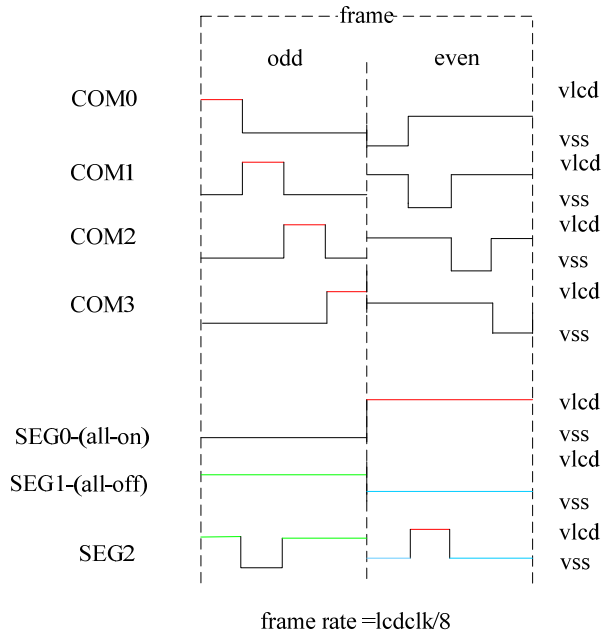 frame
odd even
COM0 vlcd
vss
COM1 vlcd
vss
COM2 vlcd
vss
COM3 vlcd
vss
vlcd
SEG0-(all-on) vss
vlcd
SEG1-(all-off) vss
vlcd
SEG2 vss
frame rate =lcdclk/8